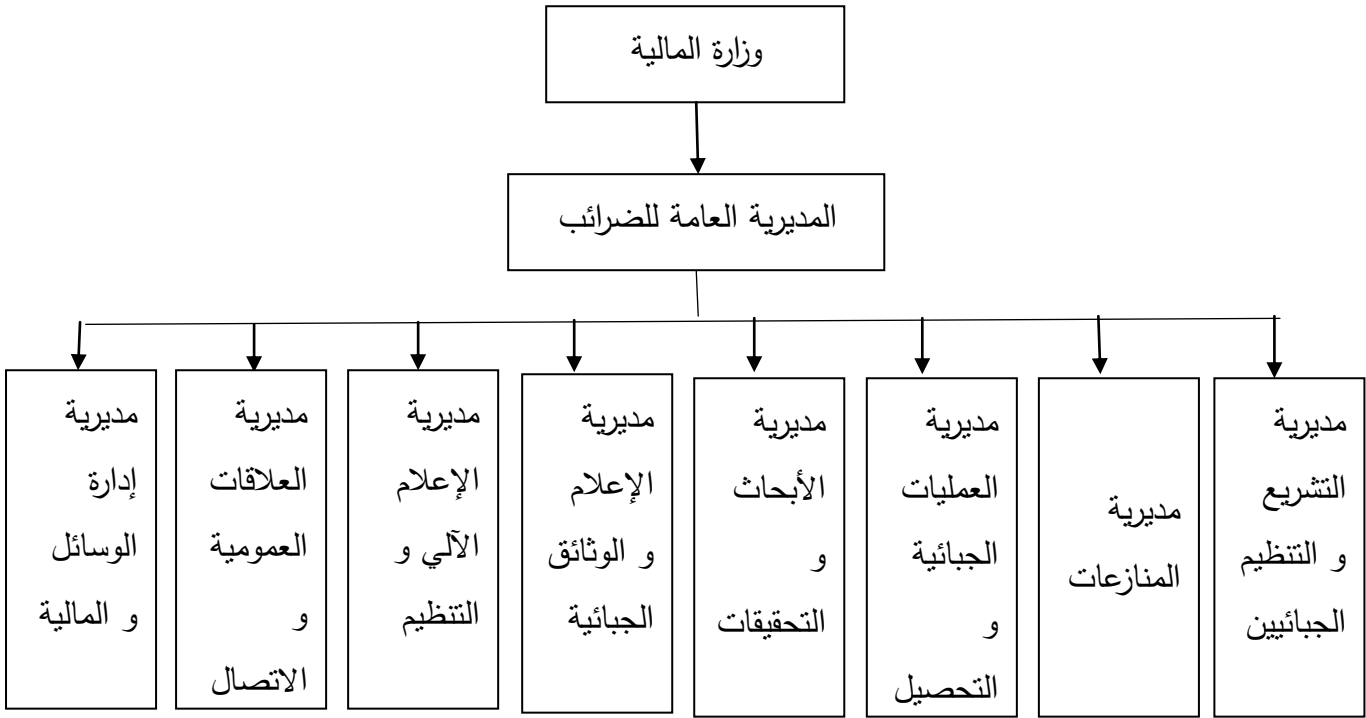 وزارة المالية
المديرية العامة للضرائب
مديرية
التشريع
و التنظيم
الجبائيين
مديرية
المنازعات
مديرية
العمليات
الجبائية
و
التحصيل
مديرية
الأبحاث
و
التحقيقات
مديرية
الإعلام
و الوثائق
الجبائية
مديرية
الإعلام
الآلي و
التنظيم
مديرية
العلاقات
العمومية
و
الاتصال
مديرية
إدارة
الوسائل
و المالية